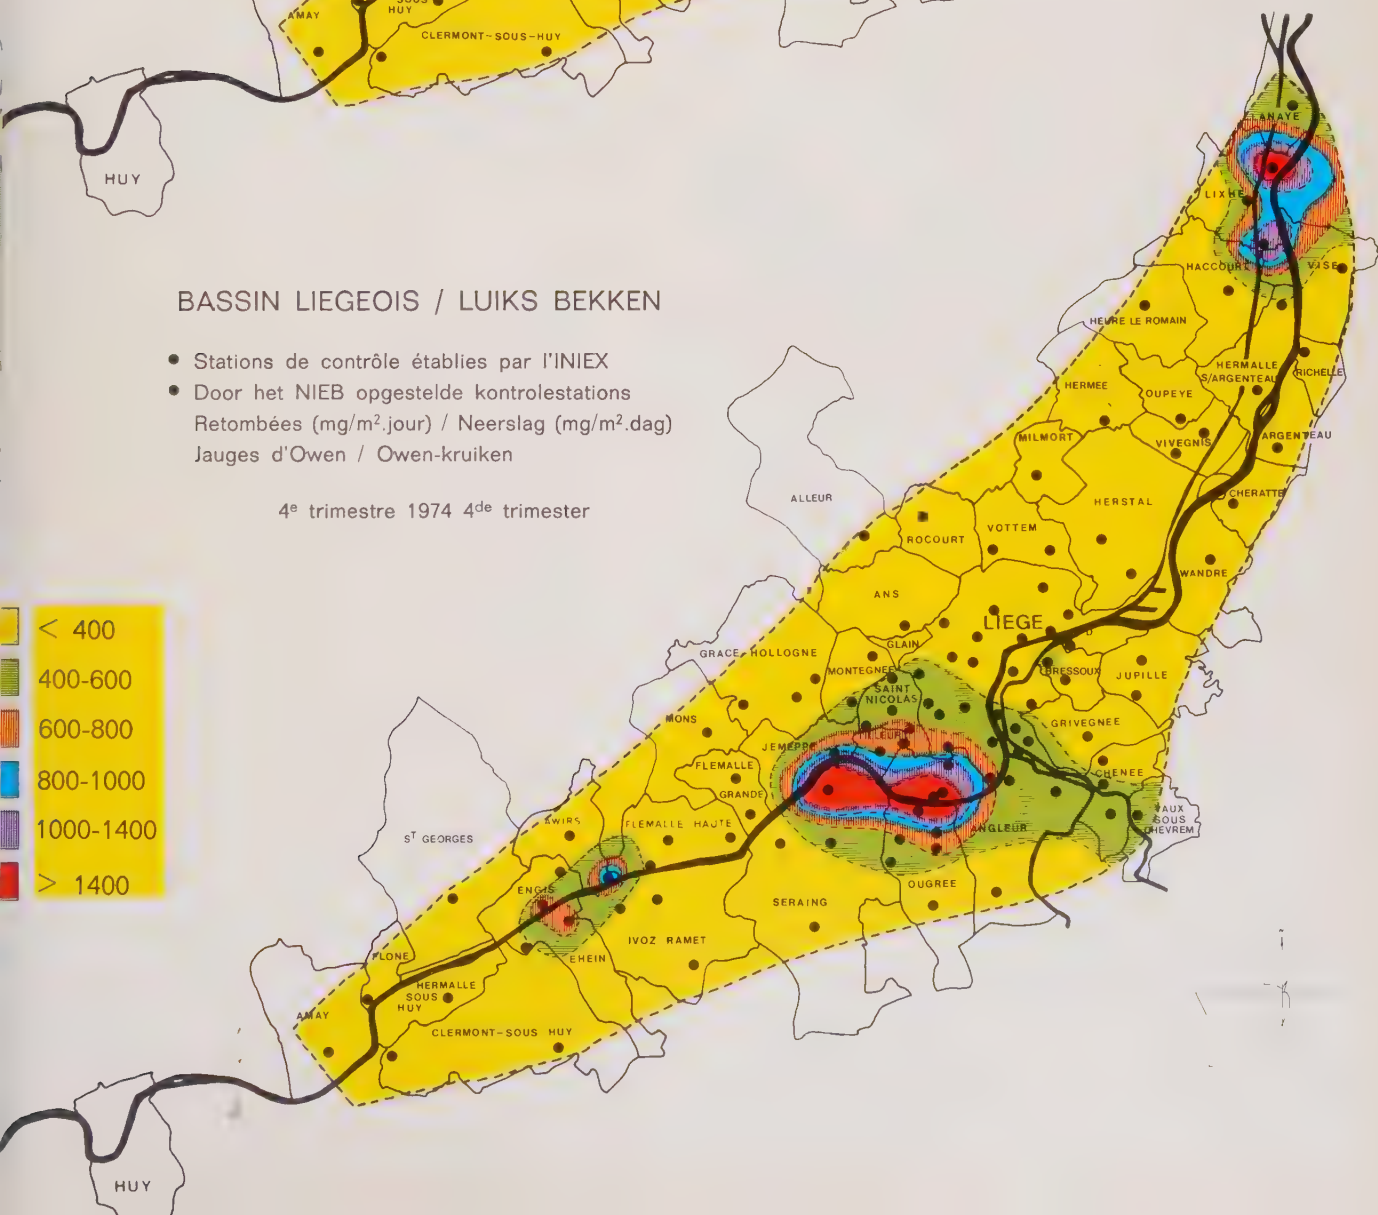 AMAY
SOUS
HUY
CLERMONT-SOUS-HUY
HUY
BASSIN LIEGEOIS / LUIKS BEKKEN
Stations de contrôle établies par l'INIEX
Door het NIEB opgestelde kontrolestations
Retombées (mg/m².jour) / Neerslag (mg/m².dag)
Jauges d'Owen / Owen-kruiken
4e trimestre 1974 4de trimester
< 400
400-600
600-800
800-1000
1000-1400
> 1400
ANAYE
LIXHE
HACCOURT
VISE
HEURE LE ROMAIN
HERMALLE
S/ARGENTEAU
RICHELLE
HERMEE
OUPEYE
MILMORT
VIVEGNIS
ARGENTEAU
ALLEUR
HERSTAL
CHERATTE
ROCOURT
VOTTEM
WANDRE
ANS
LIEGE
GLAIN
GRACE HOLLOGNE
MONTEGNEE
BRESSOUX
JUPILLE
SAINT
NICOLAS
MONS
GRIVEGNEE
TILLEUR
JEMEPPE
FLEMALLE
GRANDE
CHENEE
VAUX
SOUS
CHEVREM
ANGLEUR
AWIRS
FLEMALLE HAUTE
ST GEORGES
ENGIS
OUGREE
SERAING
IVOZ RAMET
EHEIN
FLONE
HERMALLE
SOUS
HUY
AMAY
CLERMONT-SOUS HUY
HUY